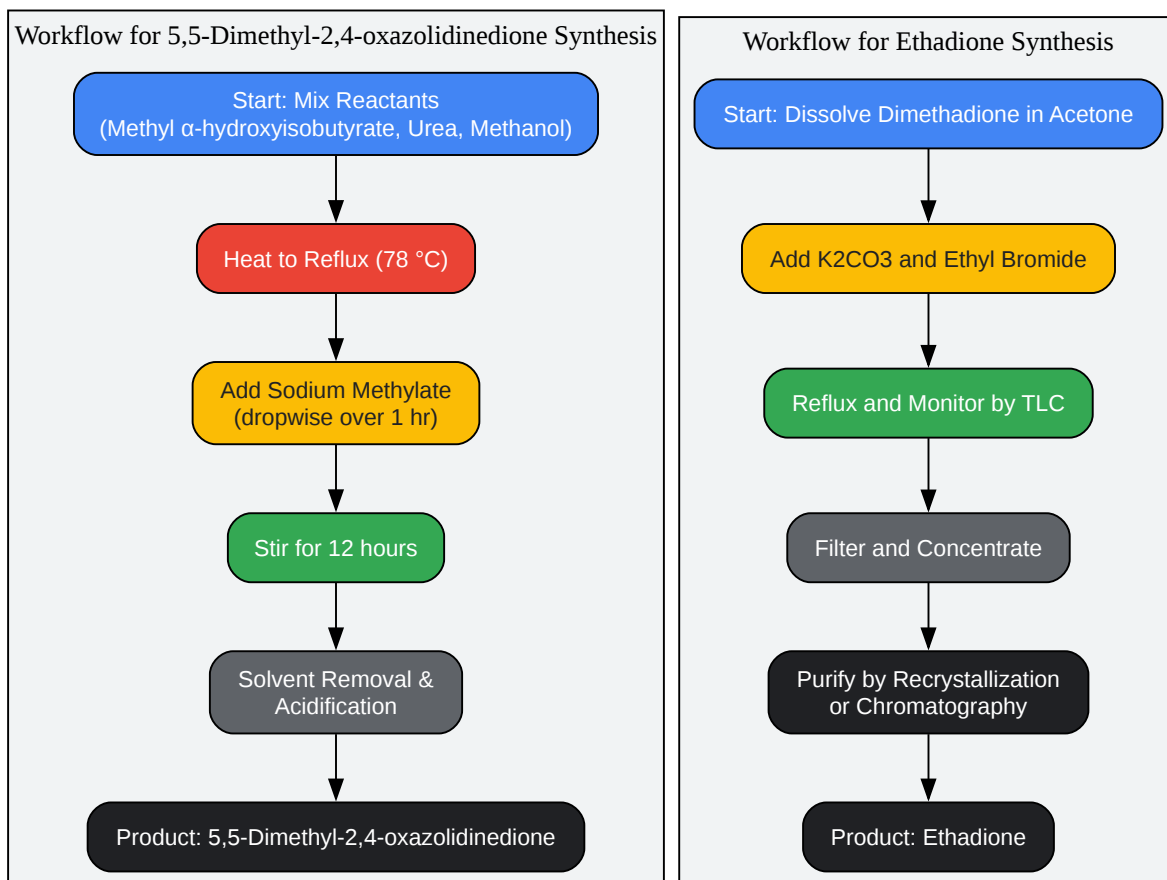 Workflow for 5,5-Dimethyl-2,4-oxazolidinedione Synthesis
Start: Mix Reactants
(Methyl α-hydroxyisobutyrate, Urea, Methanol)
Heat to Reflux (78 °C)
Add Sodium Methylate
(dropwise over 1 hr)
Stir for 12 hours
Solvent Removal &
Acidification
Product: 5,5-Dimethyl-2,4-oxazolidinedione
Workflow for Ethadione Synthesis
Start: Dissolve Dimethadione in Acetone
Add K2CO3 and Ethyl Bromide
Reflux and Monitor by TLC
Filter and Concentrate
Purify by Recrystallization
or Chromatography
Product: Ethadione